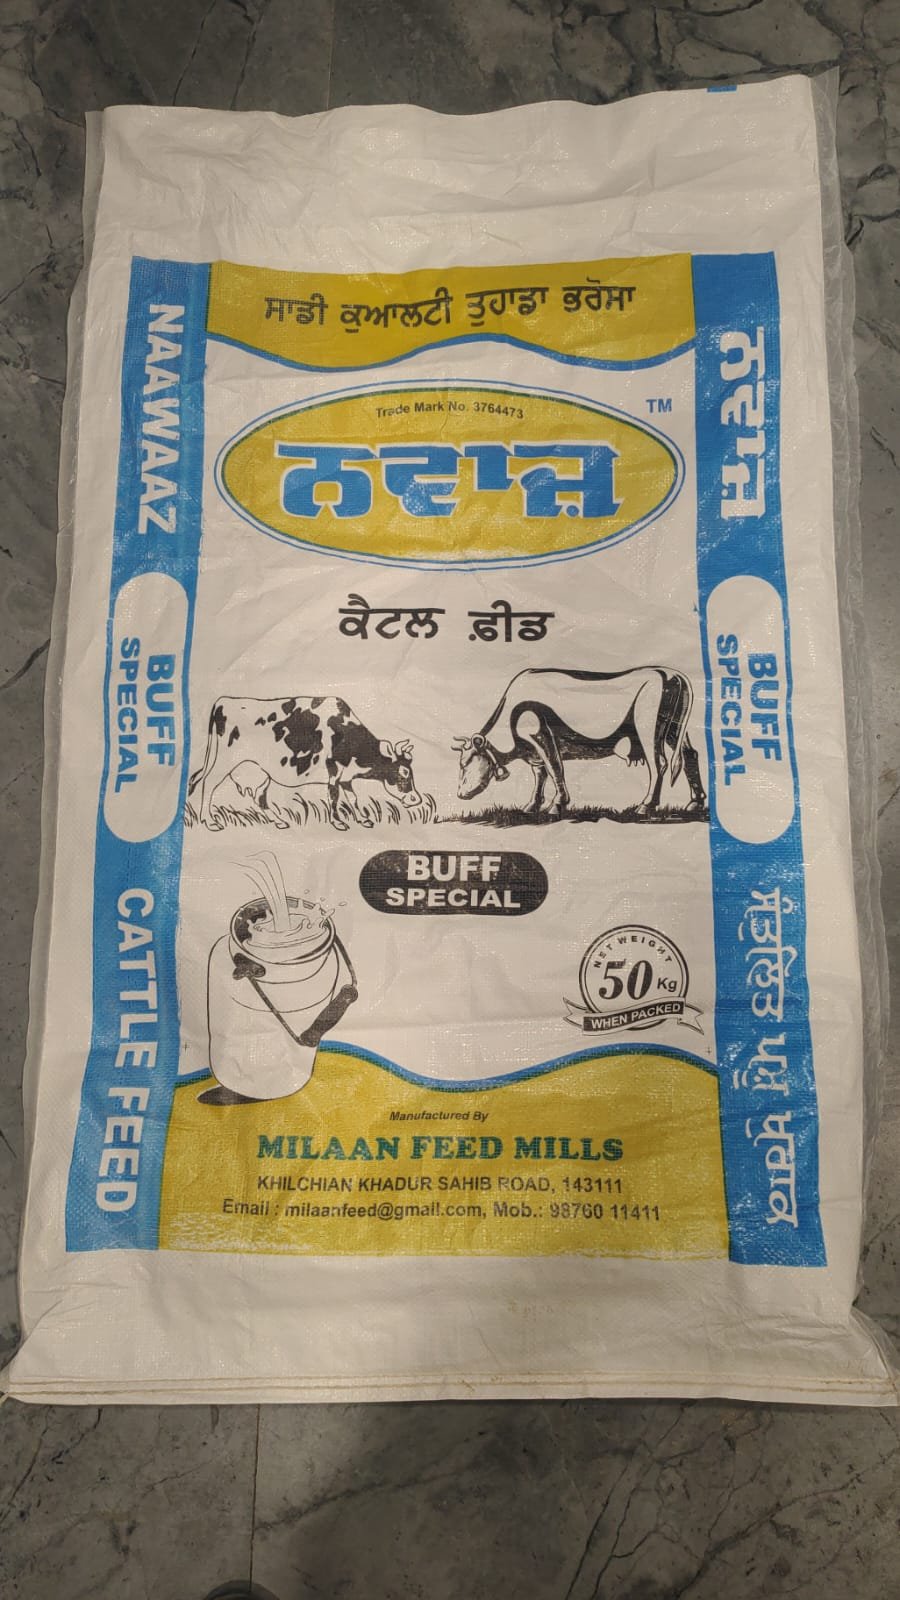 ਸਾਡੀ ਕੁਆਲਟੀ ਤੁਹਾਡਾ ਭਰੋਸਾ
TM
Trade Mark No. 3764473
ਨਵਾਜ਼
ਕੈਟਲ ਫ਼ੀਡ
BUFF
SPECIAL
NET WEIGHT
50 Kg
WHEN PACKED
Manufactured By
MILAAN FEED MILLS
KHILCHIAN KHADUR SAHIB ROAD, 143111
Email : milaanfeed@gmail.com, Mob.: 98760 11411
NAAWAAZ
BUFF
SPECIAL
CATTLE FEED
ਨਵਾਜ਼
BUFF
SPECIAL
ਸੰਤੁਲਿਤ ਪਸ਼ੂ ਖ਼ੁਰਾਕ